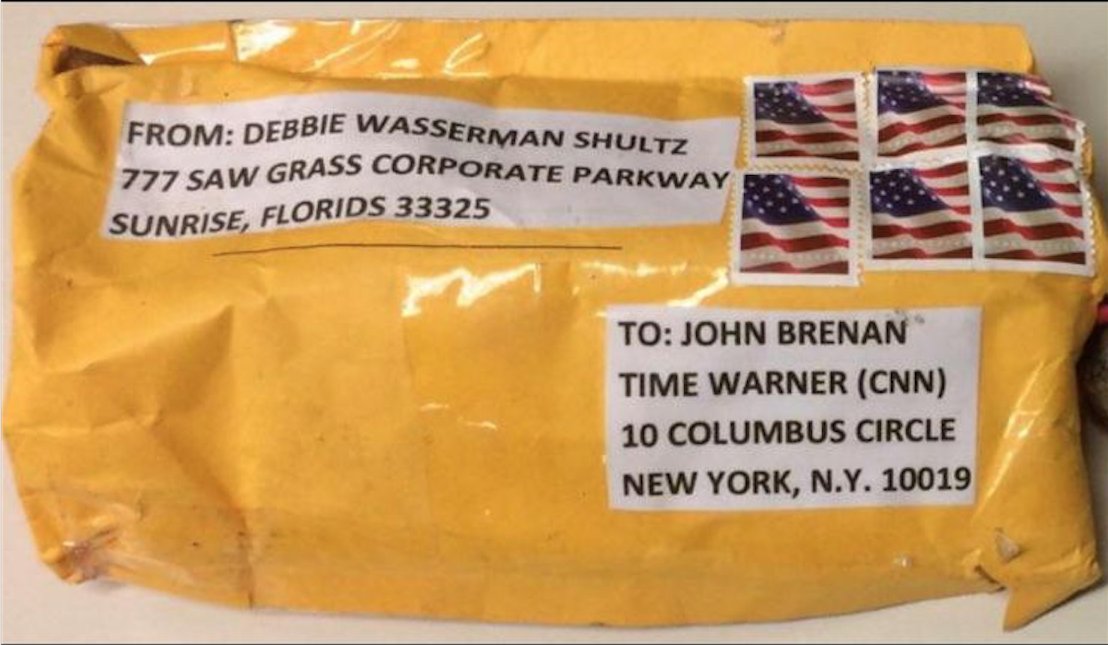 FROM: DEBBIE WASSERMAN SHULTZ
777 SAW GRASS CORPORATE PARKWAY
SUNRISE, FLORIDS 33325
TO: JOHN BRENAN
TIME WARNER (CNN)
10 COLUMBUS CIRCLE
NEW YORK, N.Y. 10019